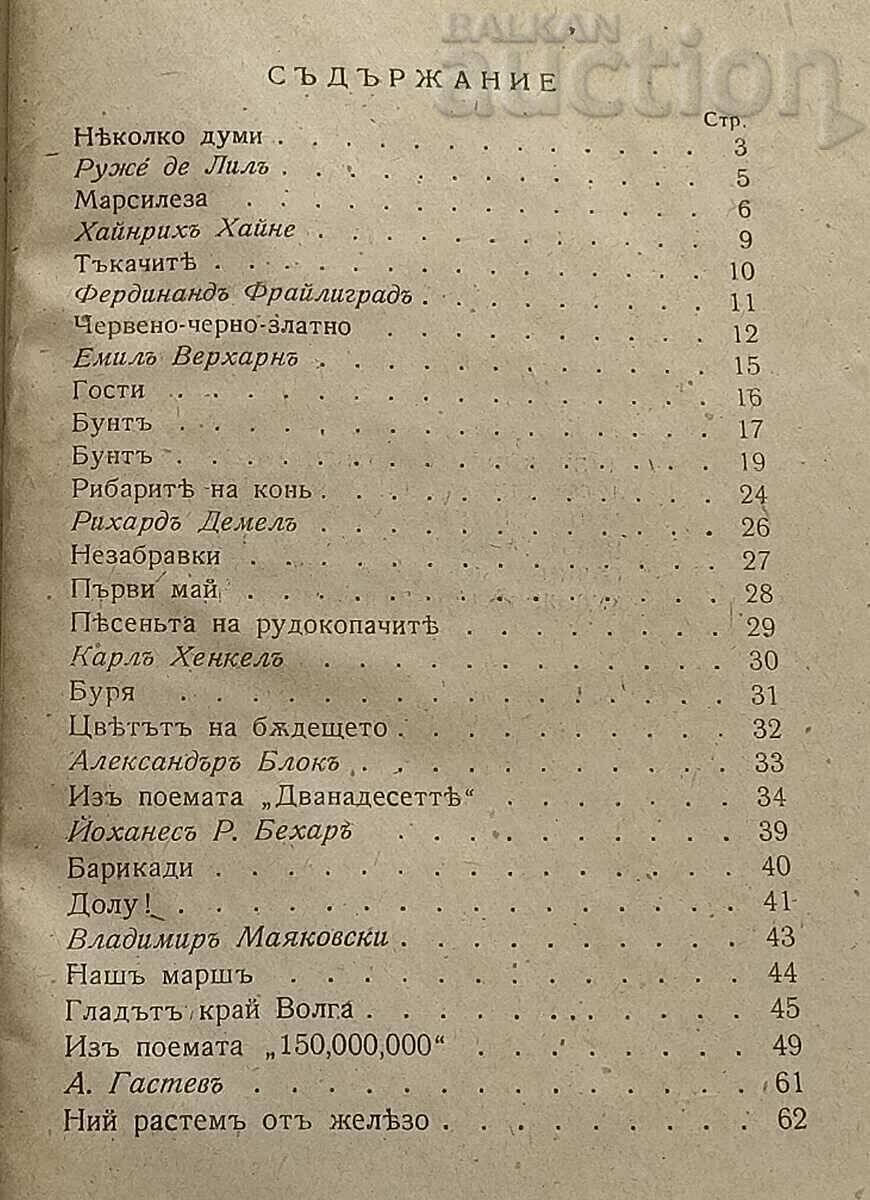 BALKAN
auction
СЪДЪРЖАНИЕ
Стр.
Нѣколко думи . . . . . . . . . . . . . 3
Руже́ де Лилъ . . . . . . . . . . . . . 5
Марсилеза . . . . . . . . . . . . . 6
Хайнрихъ Хайне . . . . . . . . . . . . 9
Тъкачитѣ . . . . . . . . . . . . . . 10
Фердинандъ Фрайлиградъ . . . . . . . . . 11
Червено-черно-златно . . . . . . . . . . 12
Емилъ Верхарнъ . . . . . . . . . . . . 15
Гости . . . . . . . . . . . . . . . 16
Бунтъ . . . . . . . . . . . . . . . 17
Бунтъ . . . . . . . . . . . . . . . 19
Рибаритѣ на конь . . . . . . . . . . . . 24
Рихардъ Демелъ . . . . . . . . . . . . 26
Незабравки . . . . . . . . . . . . . 27
Първи май . . . . . . . . . . . . . 28
Пѣсеньта на рудокопачитѣ . . . . . . . . 29
Карлъ Хенкелъ . . . . . . . . . . . . 30
Буря . . . . . . . . . . . . . . . 31
Цвѣтътъ на бѫдещето . . . . . . . . . . 32
Александъръ Блокъ . . . . . . . . . . . 33
Изъ поемата „Дванадесеттѣ“ . . . . . . . 34
Йоханесъ Р. Бехаръ . . . . . . . . . . 39
Барикади . . . . . . . . . . . . . . 40
Долу! . . . . . . . . . . . . . . . 41
Владимиръ Маяковски . . . . . . . . . . 43
Нашъ маршъ . . . . . . . . . . . . 44
Гладътъ край Волга . . . . . . . . . . . 45
Изъ поемата „150,000,000“ . . . . . . . . 49
А. Гастевъ . . . . . . . . . . . . . 61
Ний растемъ отъ желѣзо . . . . . . . . . 62